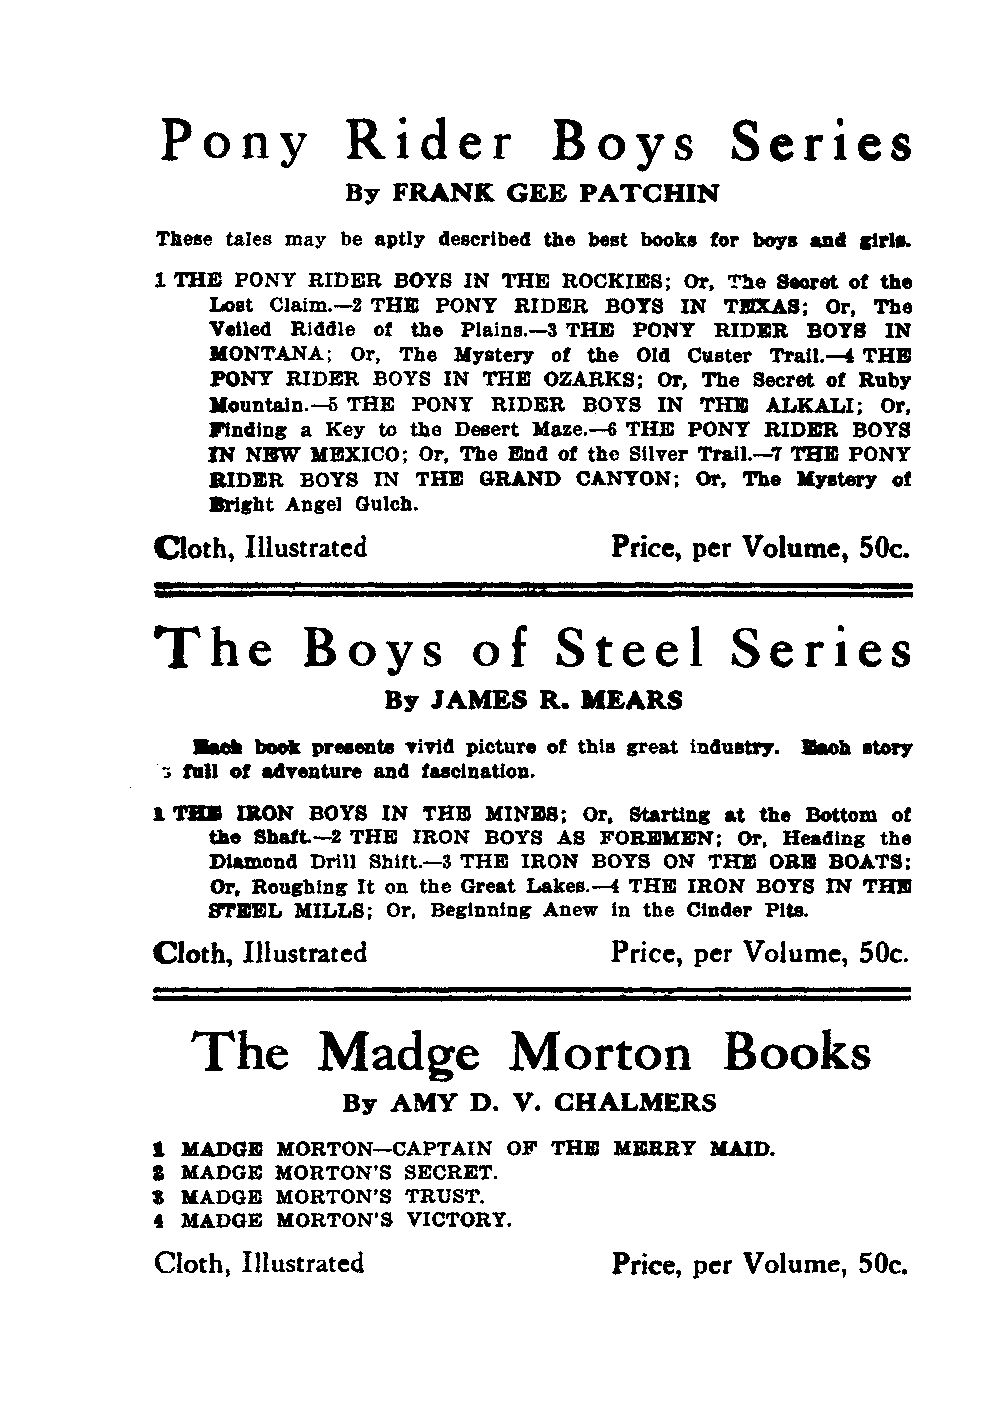 Pony Rider Boys Series
By FRANK GEE PATCHIN
These tales may be aptly described the best books for boys and girls.
1 THE PONY RIDER BOYS IN THE ROCKIES; Or, The Secret of the
Lost Claim.—2 THE PONY RIDER BOYS IN TEXAS; Or, The
Veiled Riddle of the Plains.—3 THE PONY RIDER BOYS IN
MONTANA; Or, The Mystery of the Old Custer Trail.—4 THE
PONY RIDER BOYS IN THE OZARKS; Or, The Secret of Ruby
Mountain.—5 THE PONY RIDER BOYS IN THE ALKALI; Or,
Finding a Key to the Desert Maze.—6 THE PONY RIDER BOYS
IN NEW MEXICO; Or, The End of the Silver Trail.—7 THE PONY
RIDER BOYS IN THE GRAND CANYON; Or, The Mystery of
Bright Angel Gulch.
Cloth, Illustrated Price, per Volume, 50c.
The Boys of Steel Series
By JAMES R. MEARS
Each book presents vivid picture of this great industry. Each story
s full of adventure and fascination.
1 THE IRON BOYS IN THE MINES; Or, Starting at the Bottom of
the Shaft.—2 THE IRON BOYS AS FOREMEN; Or, Heading the
Diamond Drill Shift.—3 THE IRON BOYS ON THE ORE BOATS;
Or, Roughing It on the Great Lakes.—4 THE IRON BOYS IN THE
STEEL MILLS; Or, Beginning Anew in the Cinder Pits.
Cloth, Illustrated Price, per Volume, 50c.
The Madge Morton Books
By AMY D. V. CHALMERS
1 MADGE MORTON—CAPTAIN OF THE MERRY MAID.
2 MADGE MORTON'S SECRET.
3 MADGE MORTON'S TRUST.
4 MADGE MORTON'S VICTORY.
Cloth, Illustrated Price, per Volume, 50c.